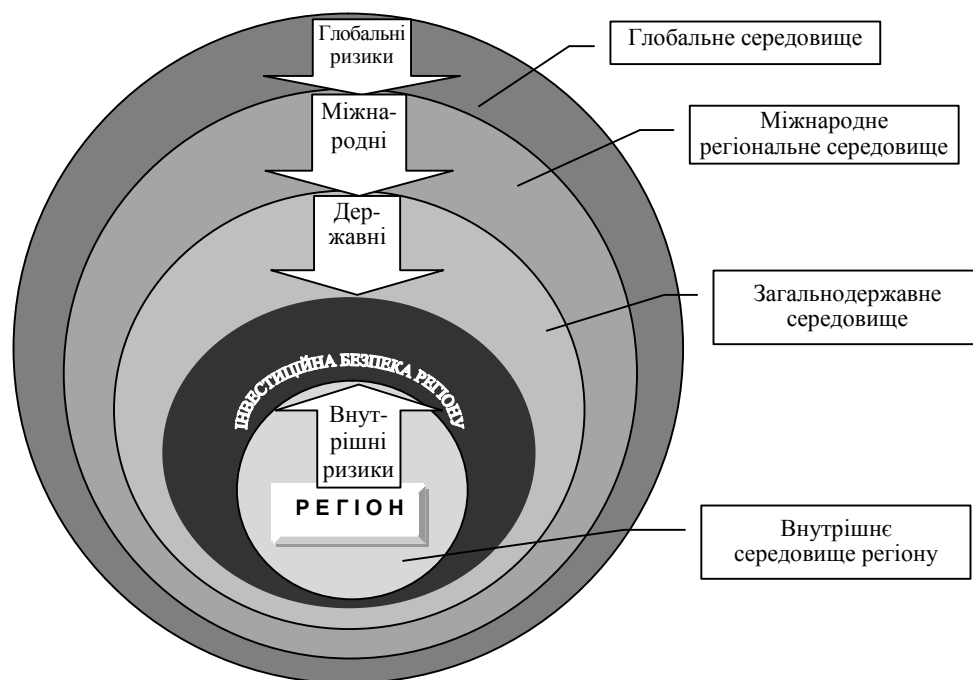 Глобальні
ризики
Глобальне середовище
Міжна-
родні
Міжнародне
регіональне середовище
Дер-
жавні
Загальнодержавне
середовище
ІНВЕСТИЦІЙНА БЕЗПЕКА РЕГІОНУ
Внут-
рішні
ризики
РЕГІОН
Внутрішнє
середовище регіону